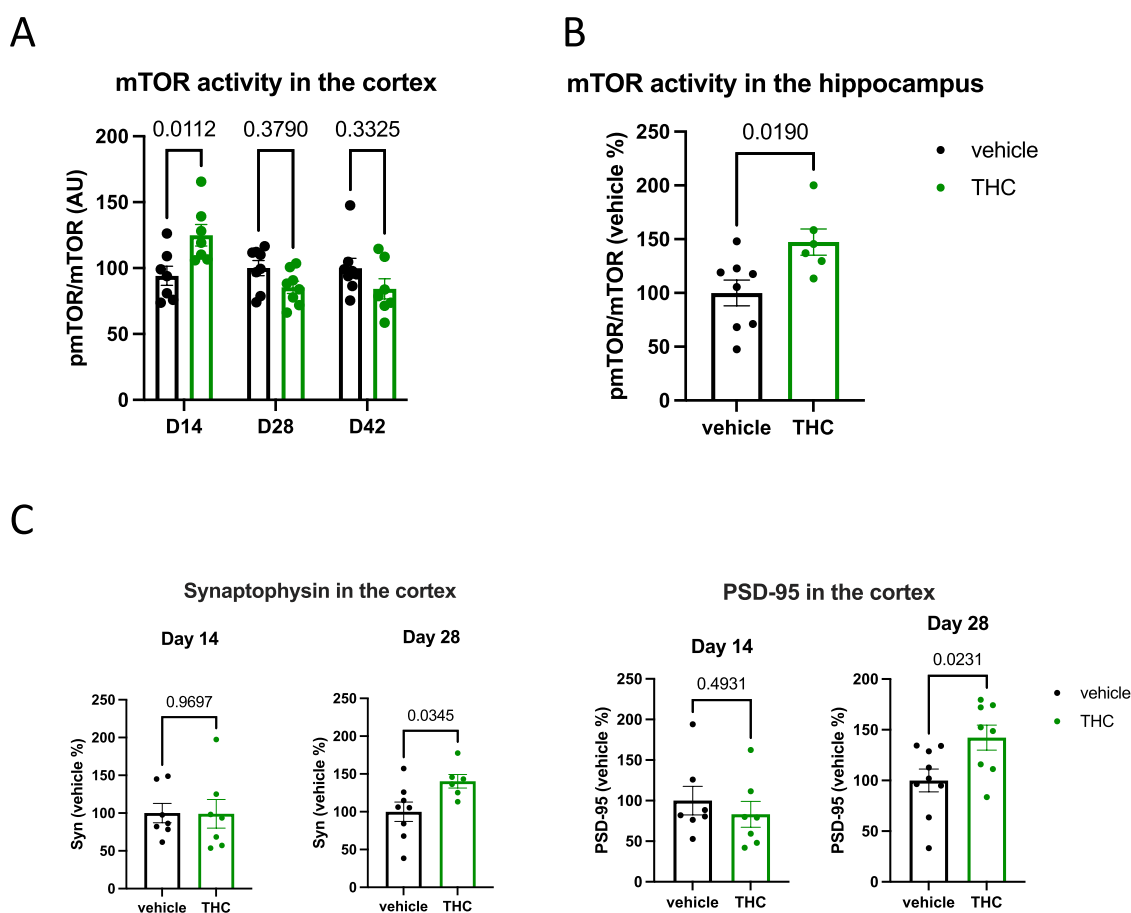 A
mTOR activity in the cortex
0.0112 0.3790 0.3325
pmTOR/mTOR (AU)
200
150
100
50
0
D14 D28 D42
B
mTOR activity in the hippocampus
0.0190
pmTOR/mTOR (vehicle %)
250
200
150
100
50
0
vehicle THC
vehicle
THC
C
Synaptophysin in the cortex
Day 14
0.9697
Syn (vehicle %)
250
200
150
100
50
0
vehicle THC
Day 28
0.0345
Syn (vehicle %)
250
200
150
100
50
0
vehicle THC
PSD-95 in the cortex
Day 14
0.4931
PSD-95 (vehicle %)
250
200
150
100
50
0
vehicle THC
Day 28
0.0231
PSD-95 (vehicle %)
200
150
100
50
0
vehicle THC
vehicle
THC